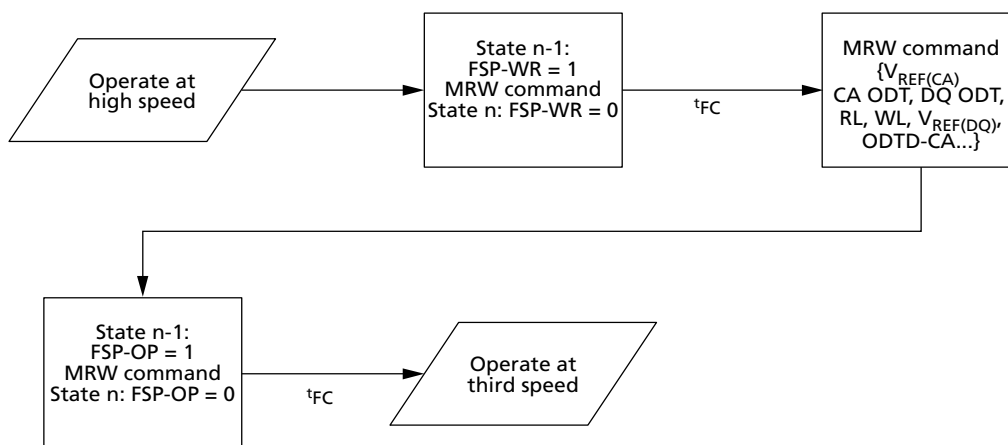 Operate at
high speed
State n-1:
FSP-WR = 1
MRW command
State n: FSP-WR = 0
tFC
MRW command
{VREF(CA)
CA ODT, DQ ODT,
RL, WL, VREF(DQ),
ODTD-CA...}
State n-1:
FSP-OP = 1
MRW command
State n: FSP-OP = 0
tFC
Operate at
third speed